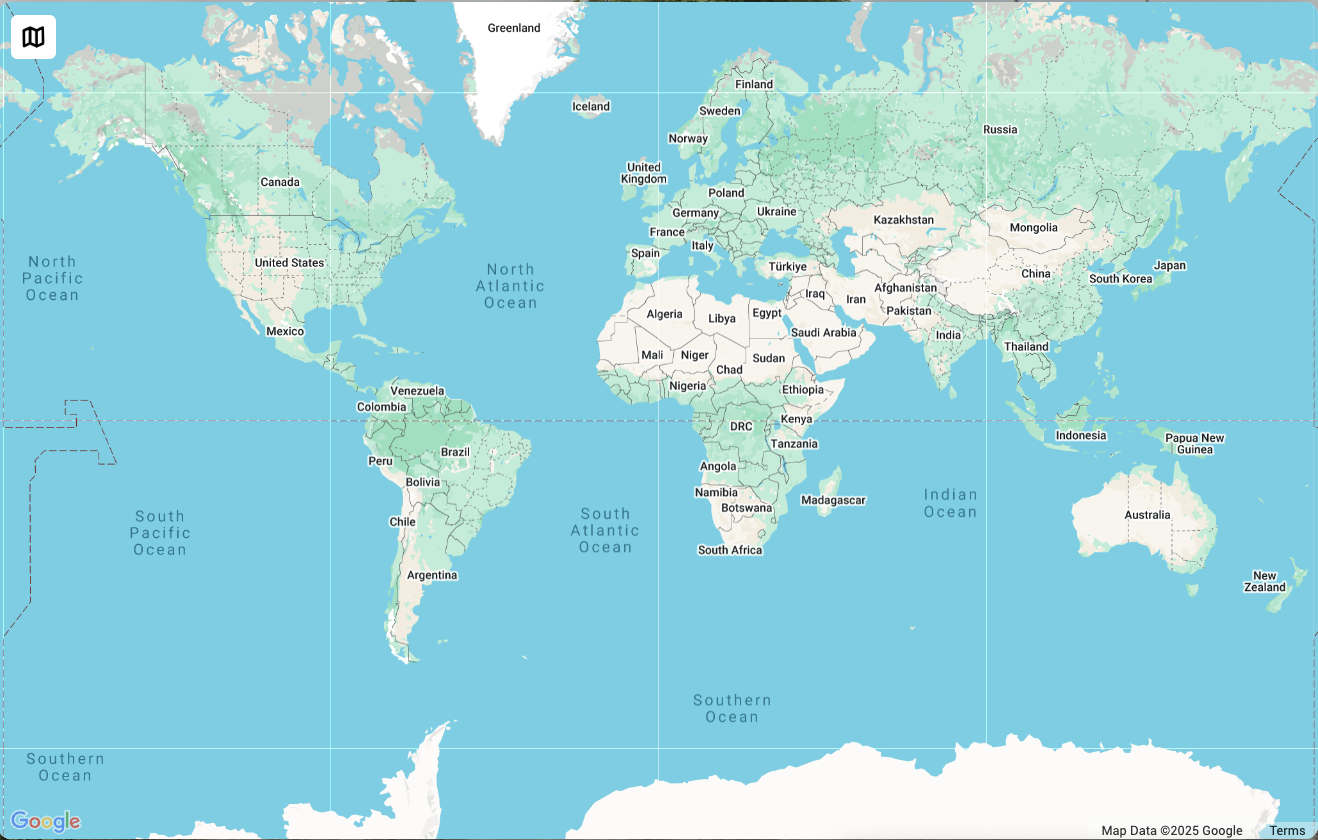 Greenland
Finland
Iceland
Sweden
Russia
Norway
United
Kingdom
Canada
Poland
Germany
Ukraine
Kazakhstan
France
Mongolia
Italy
Spain
North
Pacific
Ocean
United States
North
Atlantic
Ocean
Türkiye
China
Japan
South Korea
Afghanistan
Iraq
Iran
Algeria
Libya
Egypt
Pakistan
Mexico
Saudi Arabia
India
Thailand
Mali
Niger
Sudan
Chad
Nigeria
Ethiopia
Venezuela
Colombia
Kenya
DRC
Indonesia
Papua New
Guinea
Tanzania
Brazil
Peru
Angola
Bolivia
Namibia
Madagascar
Indian
Ocean
Botswana
Australia
South
Pacific
Ocean
Chile
South
Atlantic
Ocean
South Africa
Argentina
New
Zealand
Southern
Ocean
Southern
Ocean
Google
Map Data ©2025 Google
Terms